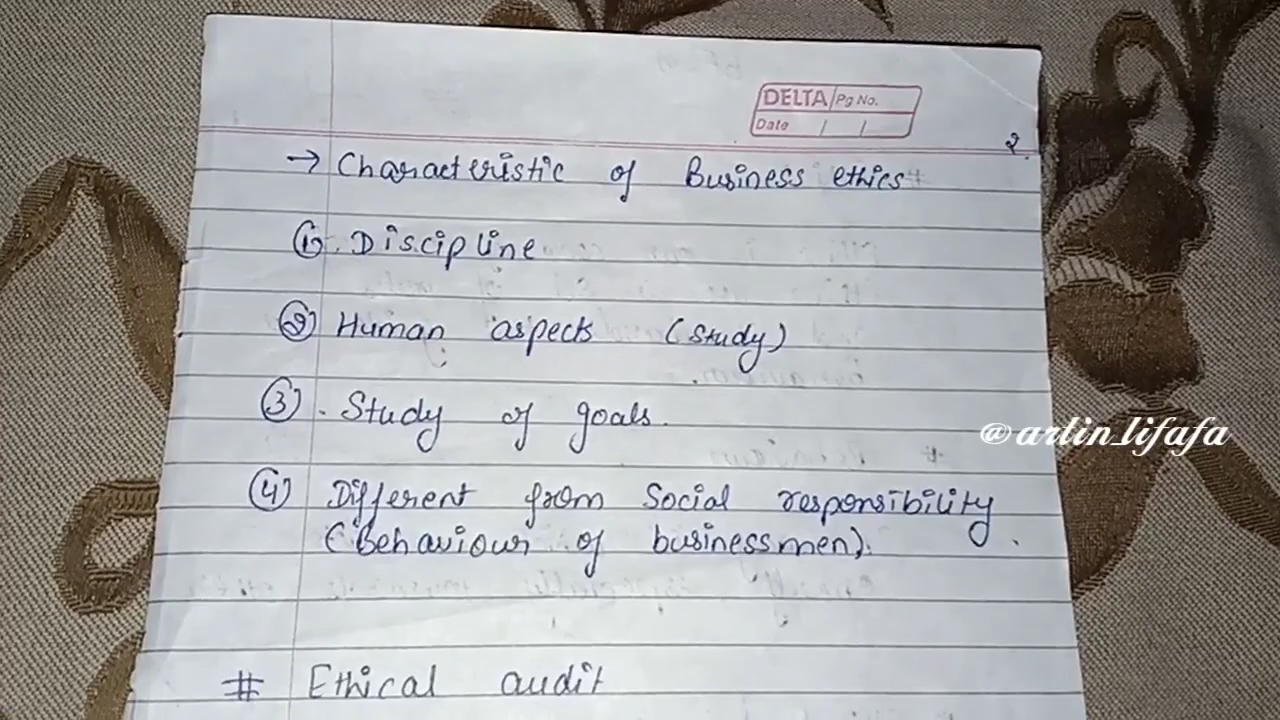 DELTA Pg No.
Date / /
2.
→ Characteristic of Business ethics
(1) Discipline
(2) Human aspects (Study)
(3) . Study of goals.
(4) Different from Social responsibility
(Behaviour of businessmen).
# Ethical audit
@arlin_lifafa